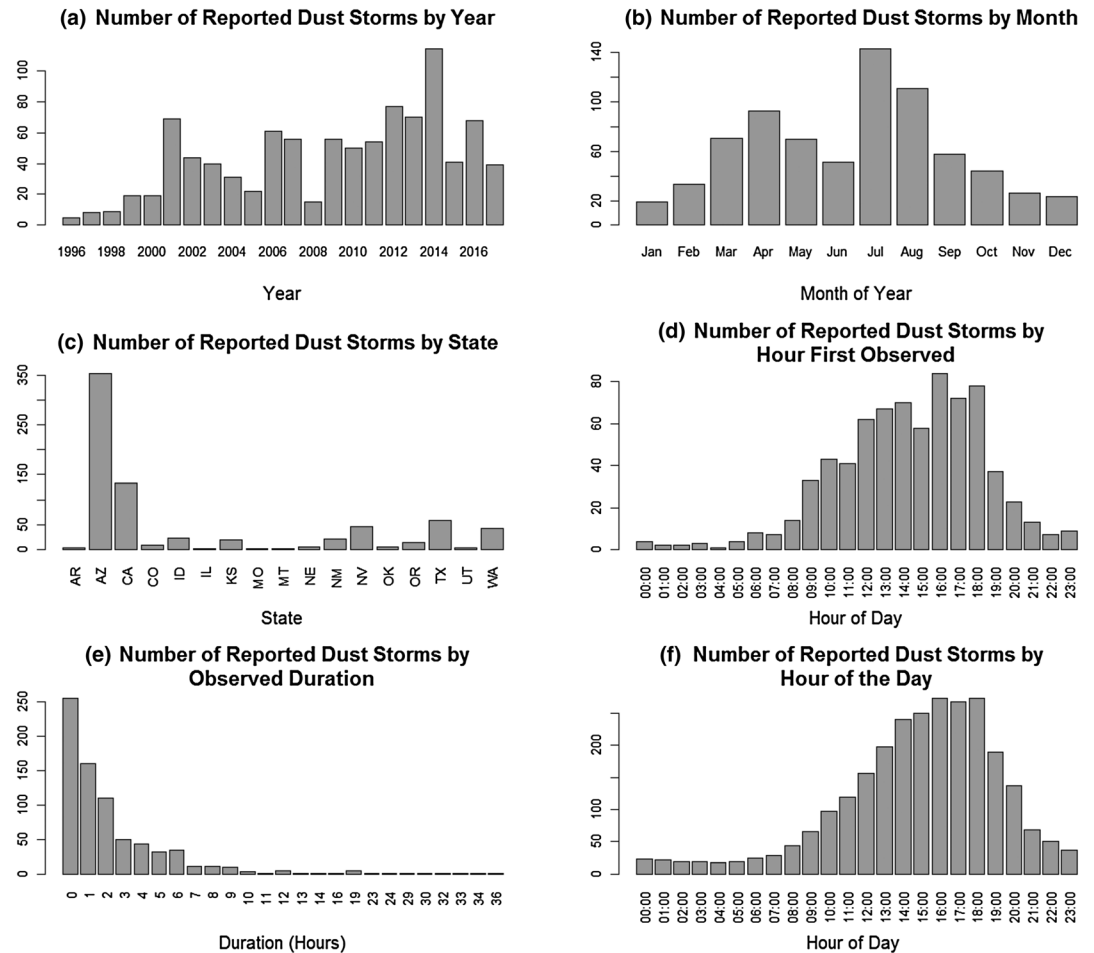 (a) Number of Reported Dust Storms by Year
0 20 40 60 80 100
1996 1998 2000 2002 2004 2006 2008 2010 2012 2014 2016
Year
(b) Number of Reported Dust Storms by Month
0 20 60 100 140
Jan Feb Mar Apr May Jun Jul Aug Sep Oct Nov Dec
Month of Year
(c) Number of Reported Dust Storms by State
0 50 150 250 350
AR AZ CA CO ID IL KS MO MT NE NM NV OK OR TX UT WA
State
(d) Number of Reported Dust Storms by
Hour First Observed
0 20 40 60 80
00:00 01:00 02:00 03:00 04:00 05:00 06:00 07:00 08:00 09:00 10:00 11:00 12:00 13:00 14:00 15:00 16:00 17:00 18:00 19:00 20:00 21:00 22:00 23:00
Hour of Day
(e) Number of Reported Dust Storms by
Observed Duration
0 50 100 150 200 250
0 1 2 3 4 5 6 7 8 9 10 11 12 13 14 16 19 23 24 29 30 32 33 34 36
Duration (Hours)
(f) Number of Reported Dust Storms by
Hour of the Day
0 50 100 200
00:00 01:00 02:00 03:00 04:00 05:00 06:00 07:00 08:00 09:00 10:00 11:00 12:00 13:00 14:00 15:00 16:00 17:00 18:00 19:00 20:00 21:00 22:00 23:00
Hour of Day